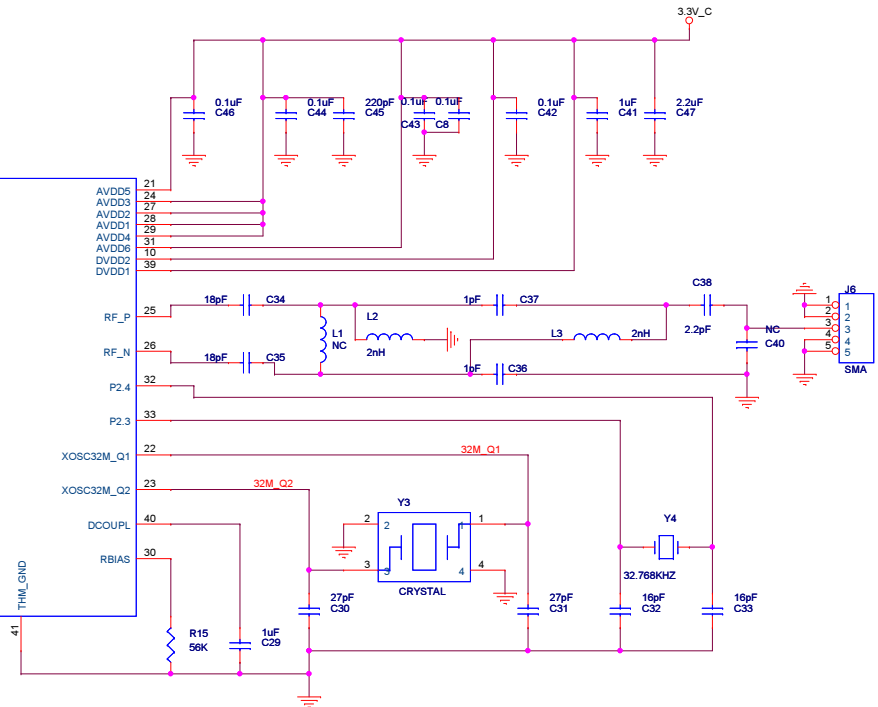 3.3V_C
0.1uF
C46
0.1uF
C44
220pF
C45
0.1uF
C43
0.1uF
C8
0.1uF
C42
1uF
C41
2.2uF
C47
AVDD5 21
AVDD3 24
AVDD2 27
AVDD1 28
AVDD4 29
AVDD6 31
DVDD2 10
DVDD1 39
RF_P 25
RF_N 26
P2.4 32
P2.3 33
XOSC32M_Q1 22
XOSC32M_Q2 23
DCOUPL 40
RBIAS 30
THM_GND
41
18pF C34
18pF C35
L1
NC
L2
2nH
1pF C37
L3 2nH
1pF C36
C38
2.2pF
NC
C40
J6
1 1
2 2
3 3
4 4
5 5
SMA
32M_Q1
32M_Q2
Y3
2 2 1 1
3 3 4 4
CRYSTAL
Y4
32.768KHZ
27pF
C30
27pF
C31
16pF
C32
16pF
C33
R15
56K
1uF
C29